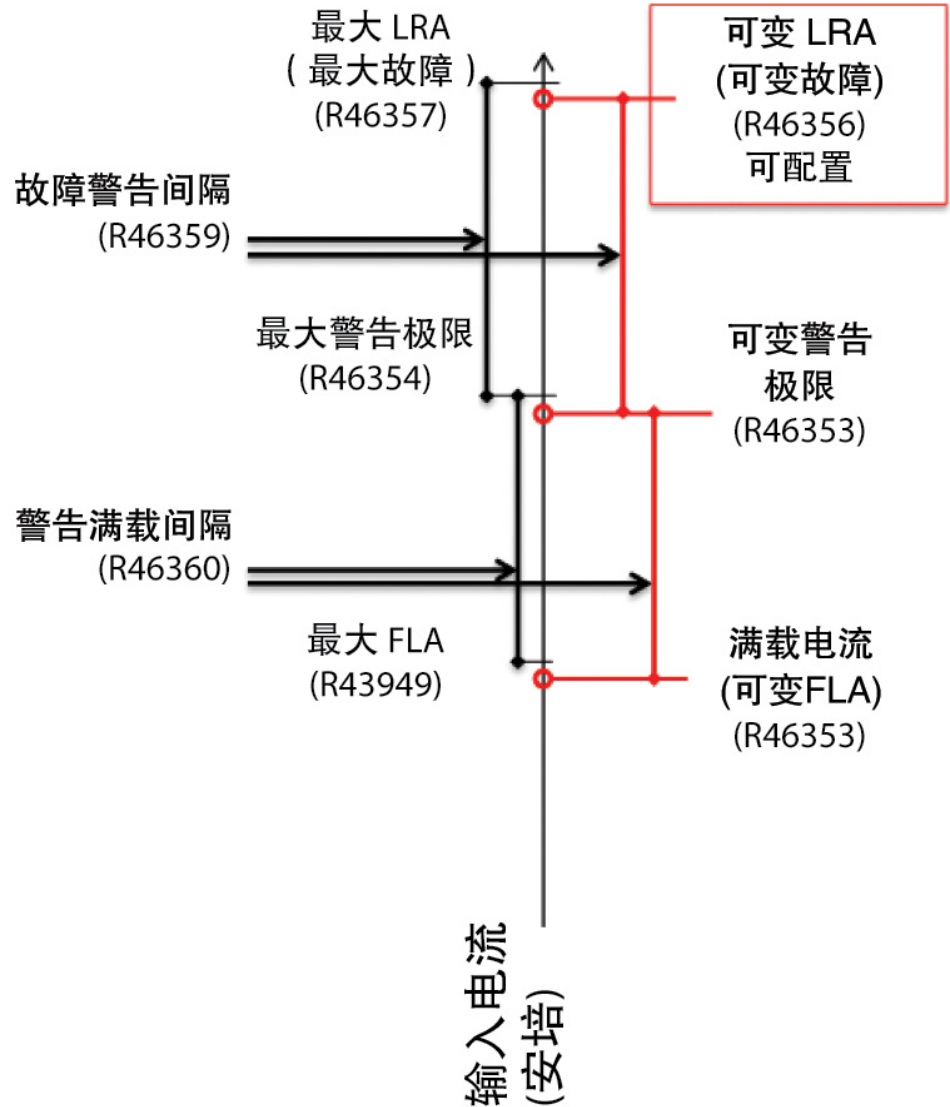 最大 LRA
( 最大故障 )
(R46357)
可变 LRA
(可变故障)
(R46356)
可配置
故障警告间隔
(R46359)
最大警告极限
(R46354)
可变警告
极限
(R46353)
警告满载间隔
(R46360)
最大 FLA
(R43949)
满载电流
(可变FLA)
(R46353)
输入电流
(安培)